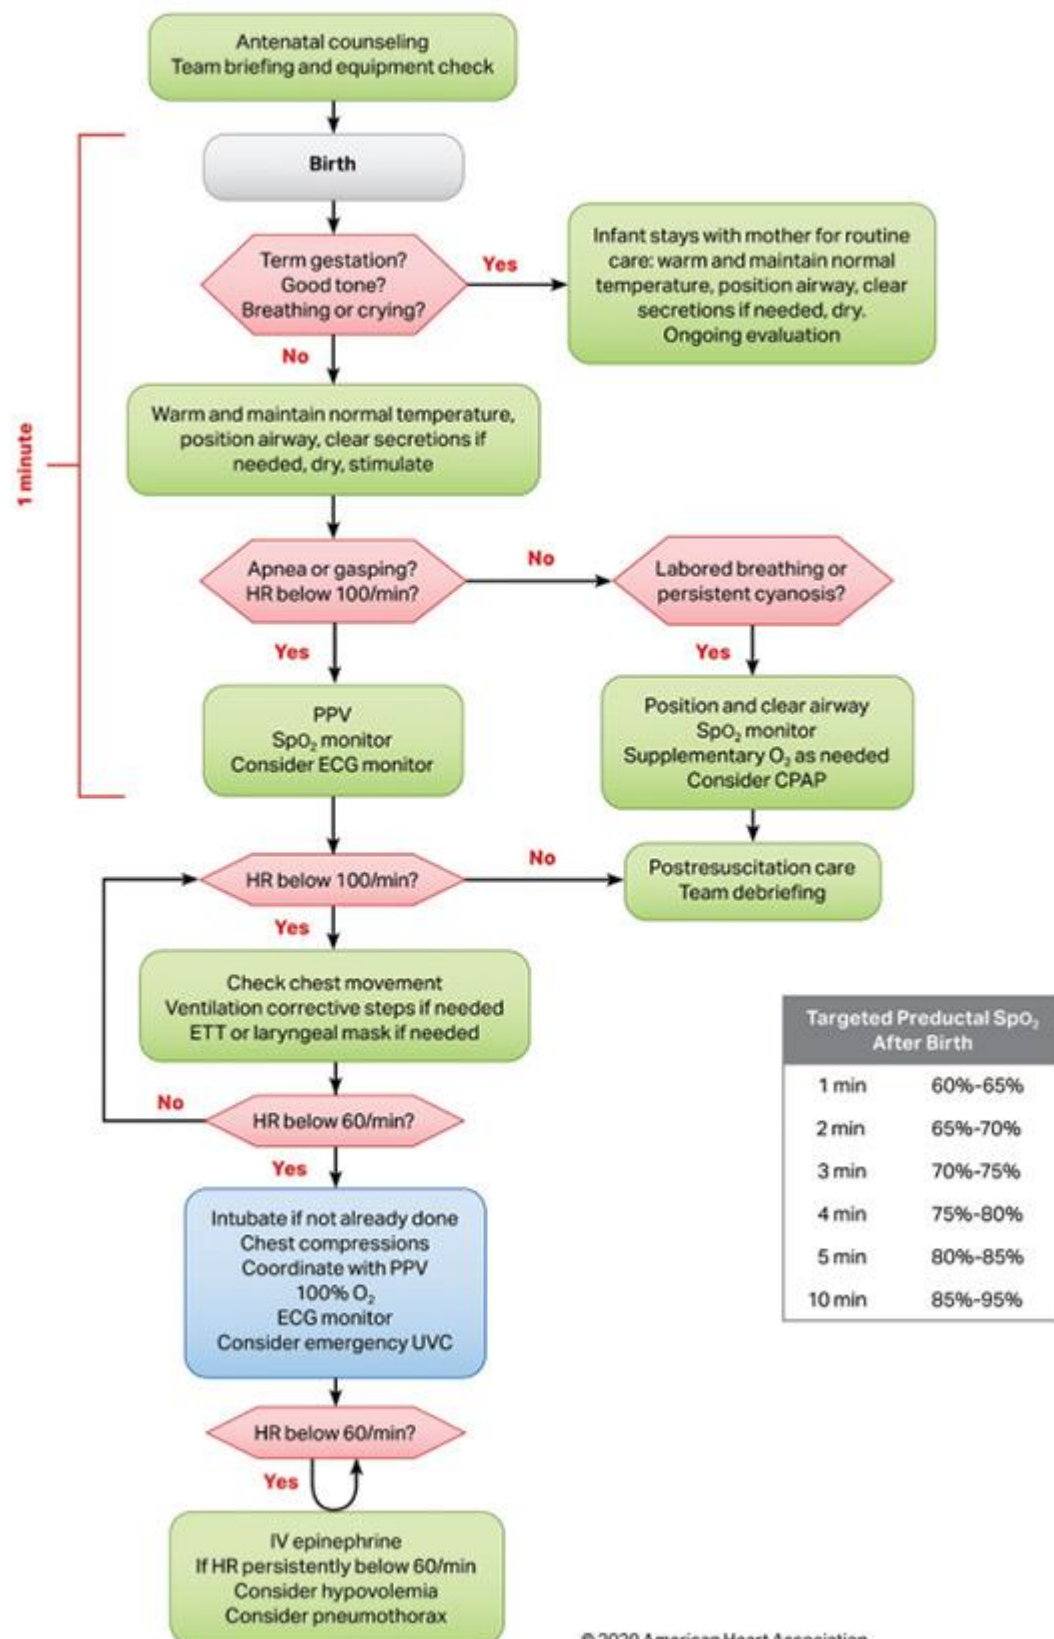 Antenatal counseling
Team briefing and equipment check
Birth
1 minute
Term gestation?
Good tone?
Breathing or crying?
Yes
Infant stays with mother for routine
care: warm and maintain normal
temperature, position airway, clear
secretions if needed, dry.
Ongoing evaluation
No
Warm and maintain normal temperature,
position airway, clear secretions if
needed, dry, stimulate
Apnea or gasping?
HR below 100/min?
No
Labored breathing or
persistent cyanosis?
Yes
Yes
PPV
SpO₂ monitor
Consider ECG monitor
Position and clear airway
SpO₂ monitor
Supplementary O₂ as needed
Consider CPAP
HR below 100/min?
No
Postresuscitation care
Team debriefing
Yes
Check chest movement
Ventilation corrective steps if needed
ETT or laryngeal mask if needed
HR below 60/min?
No
Yes
Intubate if not already done
Chest compressions
Coordinate with PPV
100% O₂
ECG monitor
Consider emergency UVC
HR below 60/min?
Yes
IV epinephrine
If HR persistently below 60/min
Consider hypovolemia
Consider pneumothorax
Targeted Preductal SpO₂
After Birth
1 min 60%-65%
2 min 65%-70%
3 min 70%-75%
4 min 75%-80%
5 min 80%-85%
10 min 85%-95%
© 2020 American Heart Association